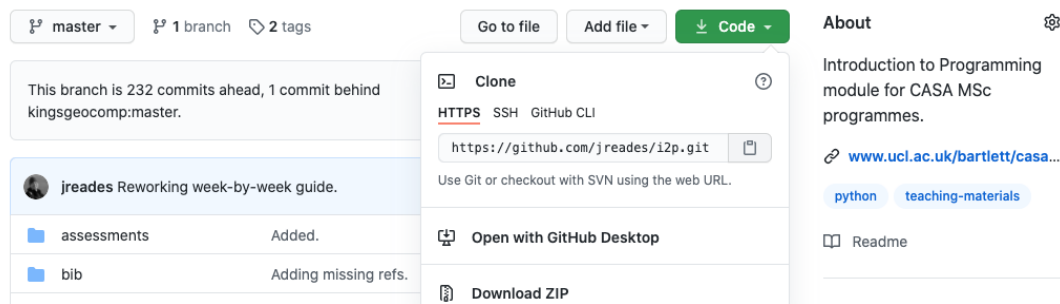 master
1 branch
2 tags
Go to file
Add file
Code
This branch is 232 commits ahead, 1 commit behind
kingsgeocomp:master.
jreades Reworking week-by-week guide.
assessments Added.
bib Adding missing refs.
Clone
HTTPS SSH GitHub CLI
https://github.com/jreades/i2p.git
Use Git or checkout with SVN using the web URL.
Open with GitHub Desktop
Download ZIP
About
Introduction to Programming
module for CASA MSc
programmes.
www.ucl.ac.uk/bartlett/casa...
python teaching-materials
Readme